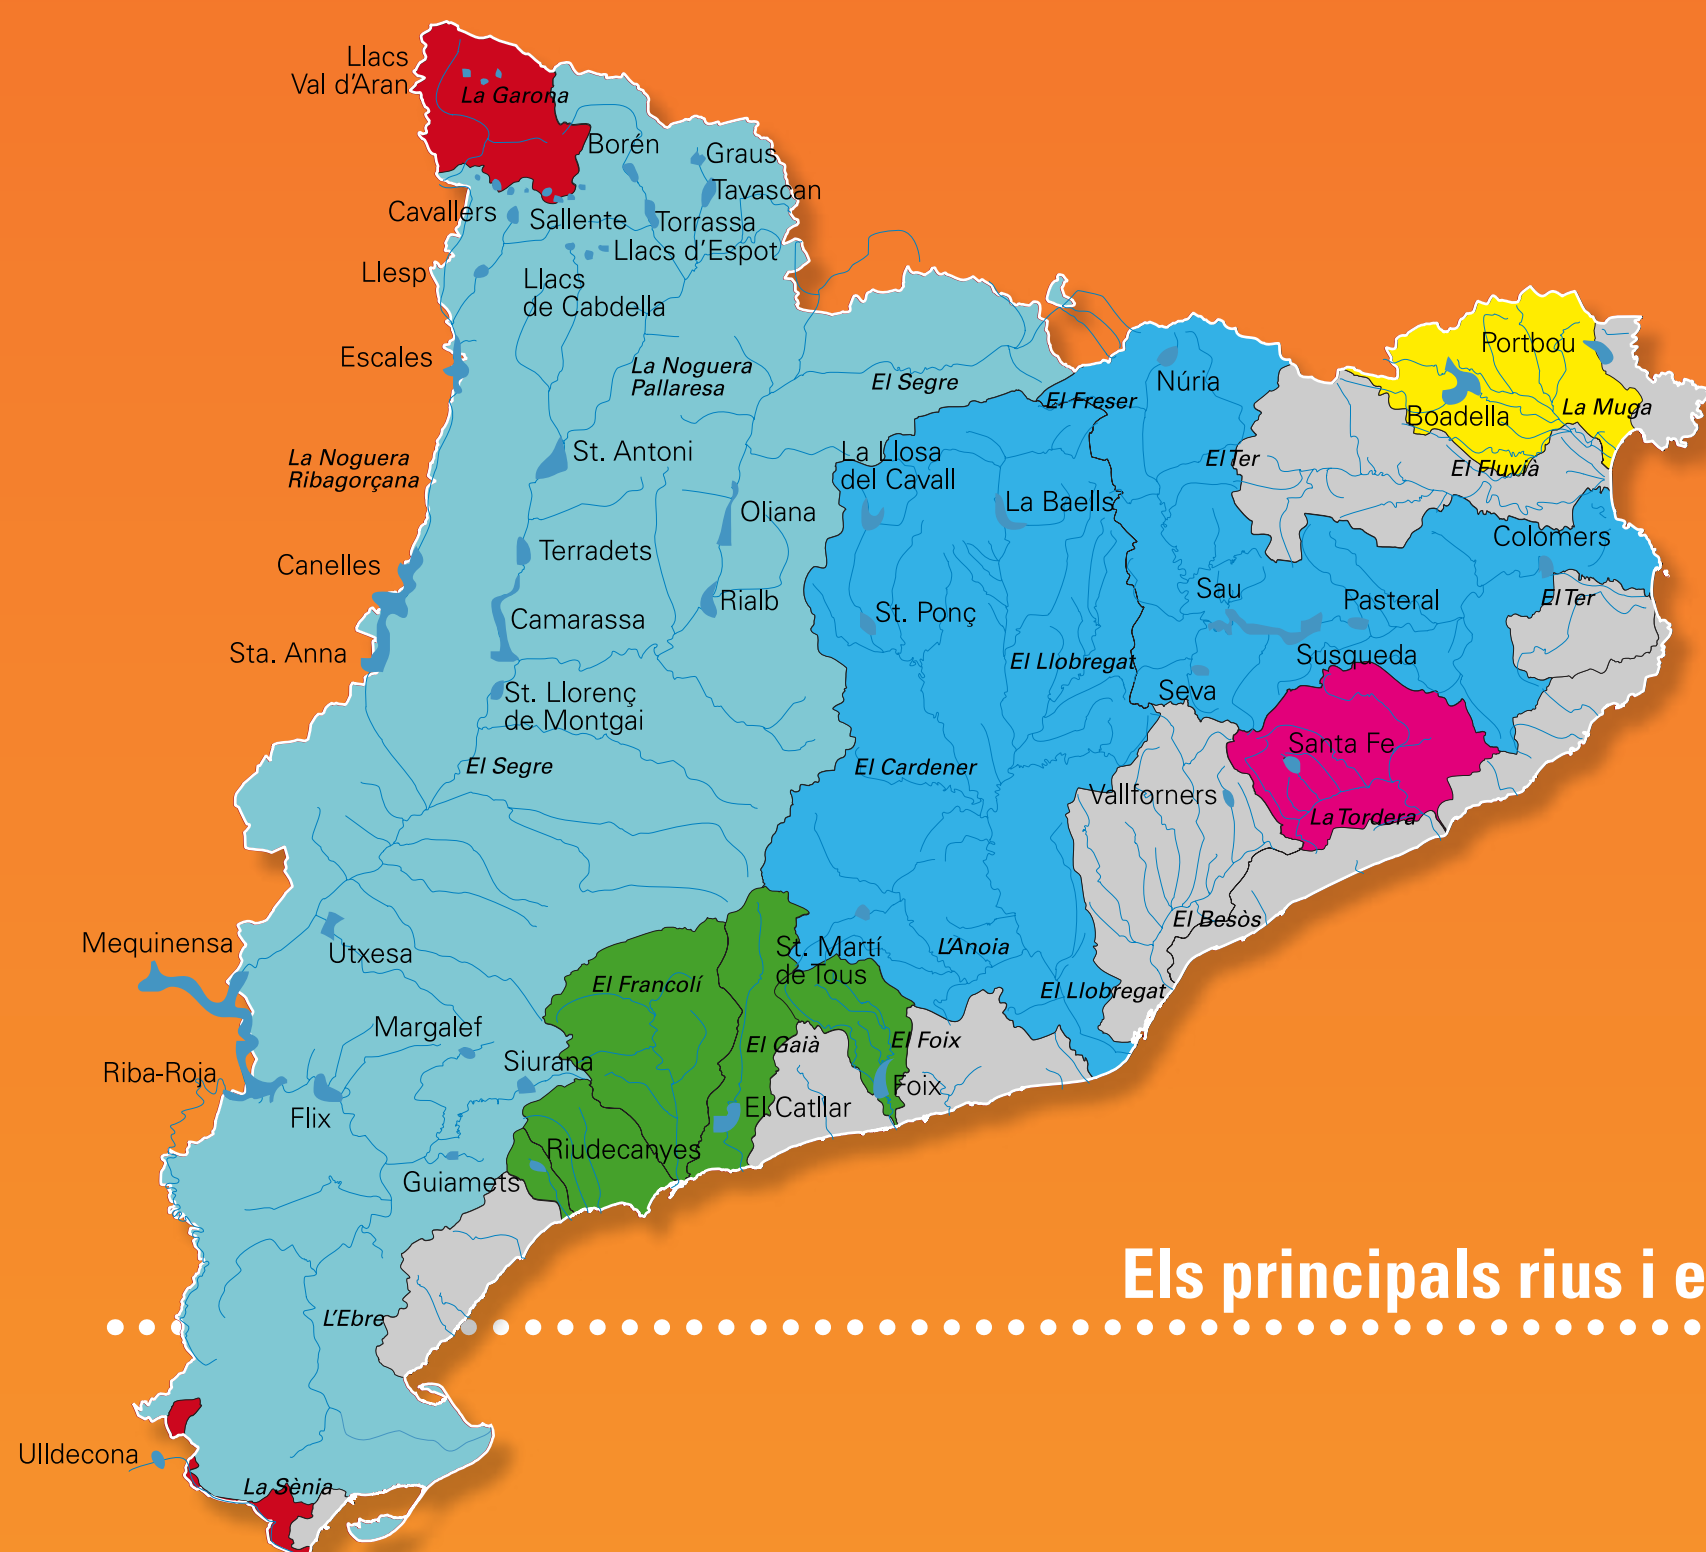 Llacs
Val d'Aran
La Garona
Borén
Graus
Tavascan
Cavallers
Sallente
Torrassa
Llacs d'Espot
Llesp
Llacs
de Cabdella
Escales
La Noguera
Pallaresa
El Segre
El Freser
Núria
Portbou
Boadella
La Muga
La Noguera
Ribagorçana
St. Antoni
La Llosa
del Cavall
El Ter
El Fluvià
Oliana
La Baells
Colomers
Canelles
Terradets
Rialb
Sau
Pasteral
El Ter
Camarassa
St. Ponç
Sta. Anna
El Llobregat
Susqueda
St. Llorenç
de Montgai
Seva
El Segre
El Cardener
Santa Fe
Vallforners
La Tordera
Mequinensa
Utxesa
St. Martí
de Tous
L'Anoia
El Besòs
El Francolí
El Llobregat
Margalef
El Gaià
El Foix
Riba-Roja
Siurana
Foix
Flix
El Catllar
Riudecanyes
Guiamets
Els principals rius i e
L'Ebre
Ulldecona
La Sènia